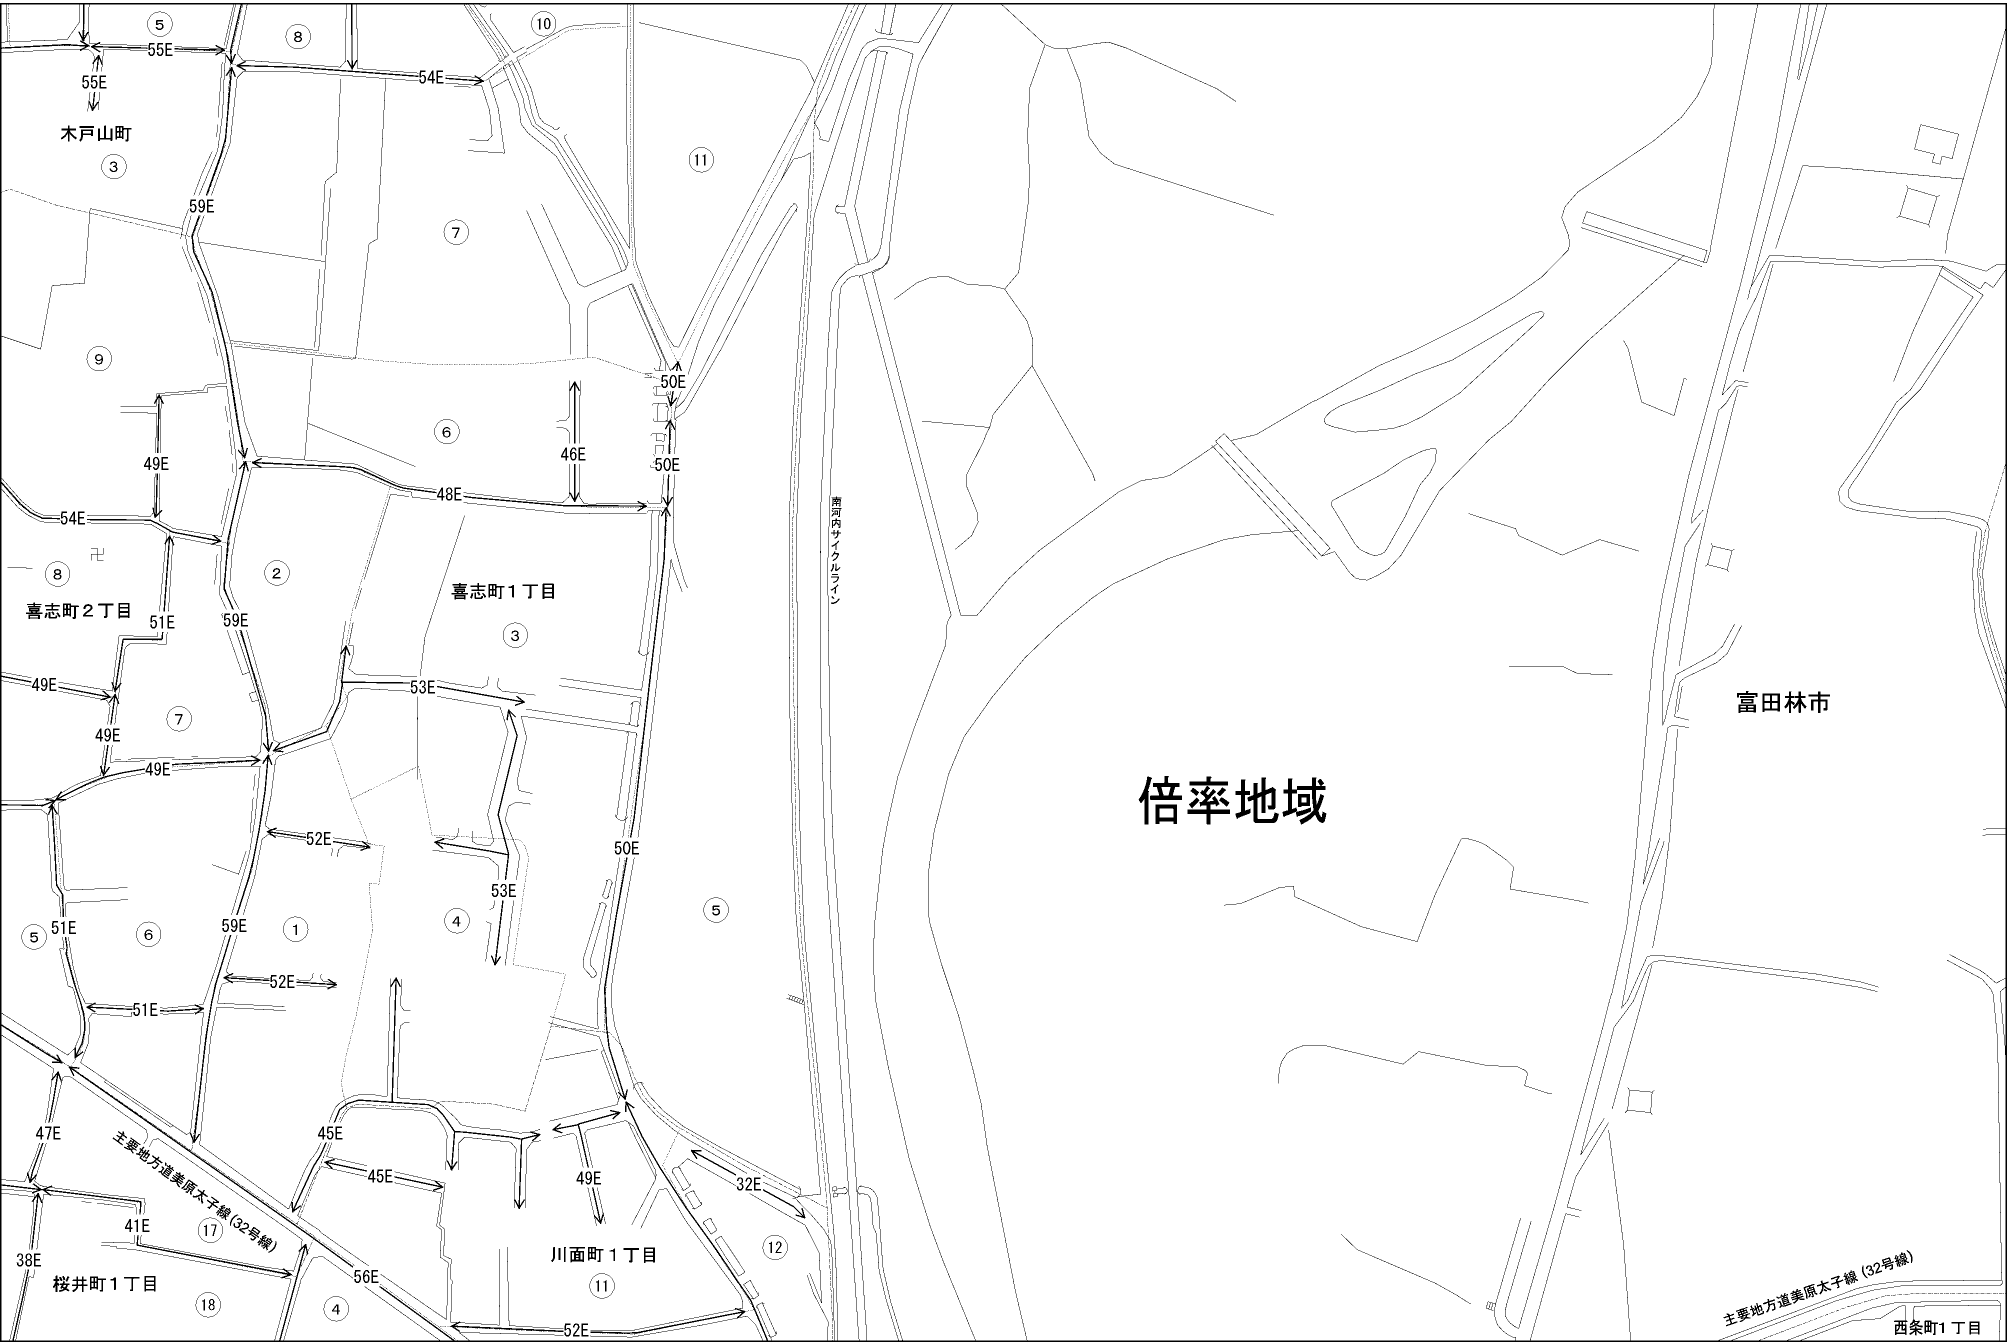 ⑤
⑩
⑧
55E
54E
55E
木戸山町
③
⑪
59E
⑦
⑨
50E
⑥
46E
49E
50E
48E
54E
南河内サイクルライン
卍
⑧
②
喜志町1丁目
喜志町2丁目
51E
59E
③
49E
53E
富田林市
⑦
49E
49E
倍率地域
52E
50E
53E
⑤
51E
59E
①
④
⑤
⑥
52E
51E
47E
45E
主要地方道美原太子線(32号線)
45E
49E
32E
41E
⑰
⑫
38E
川面町1丁目
桜井町1丁目
56E
⑪
⑱
④
52E
主要地方道美原太子線(32号線)
西条町1丁目